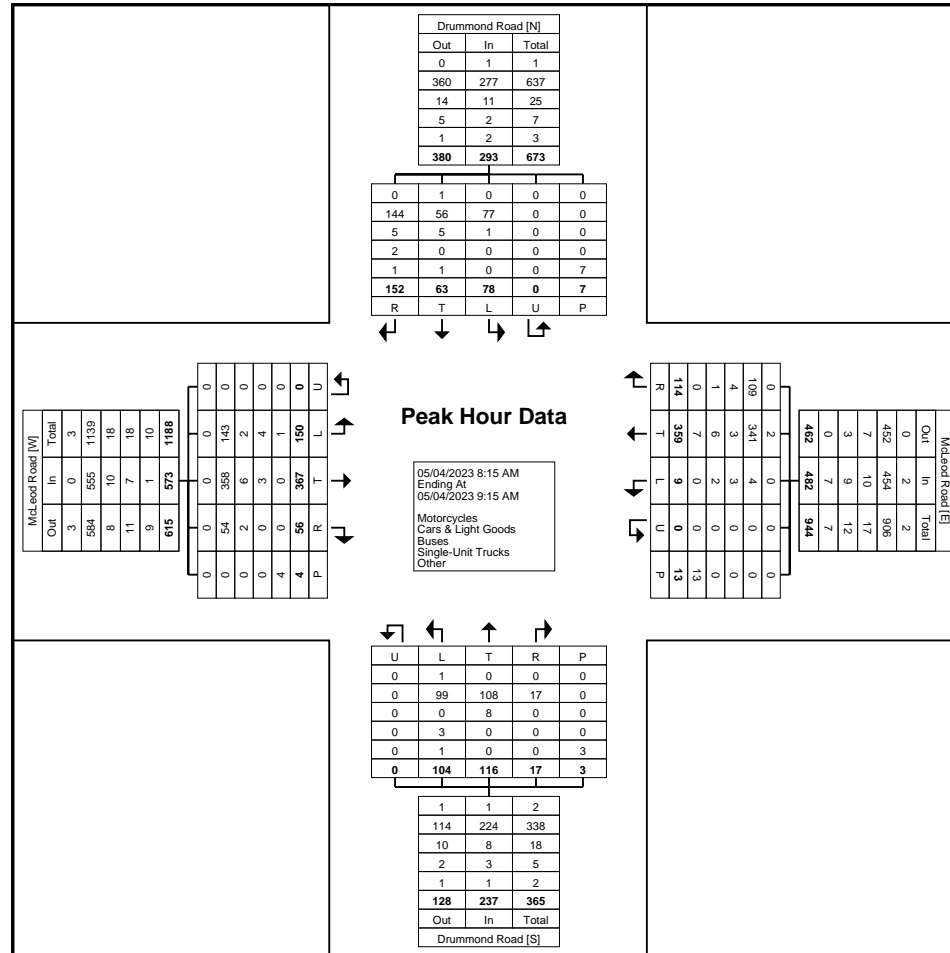 Drummond Road [N]
Out In Total
0 1 1
360 277 637
14 11 25
5 2 7
1 2 3
380 293 673
0 1 0 0 0
144 56 77 0 0
5 5 1 0 0
2 0 0 0 0
1 1 0 0 7
152 63 78 0 7
R T L U P
McLeod Road [W]
Total 3 1139 18 18 10 1188
In 0 555 10 7 1 573
Out 3 584 8 11 9 615
0 0 0 0 0 0 U
0 143 2 4 1 150 L
0 358 6 3 0 367 T
0 54 2 0 0 56 R
0 0 0 0 4 4 P
Peak Hour Data
05/04/2023 8:15 AM
Ending At
05/04/2023 9:15 AM
Motorcycles
Cars & Light Goods
Buses
Single-Unit Trucks
Other
R 114 0 1 4 109 0
T 359 7 6 3 341 2
L 9 0 2 3 4 0
U 0 0 0 0 0 0
P 13 13 0 0 0 0
462 0 3 7 452 0 Out
482 7 9 10 454 2 In
944 7 12 17 906 2 Total
McLeod Road [E]
U L T R P
0 1 0 0 0
0 99 108 17 0
0 0 8 0 0
0 3 0 0 0
0 1 0 0 3
0 104 116 17 3
1 1 2
114 224 338
10 8 18
2 3 5
1 1 2
128 237 365
Out In Total
Drummond Road [S]